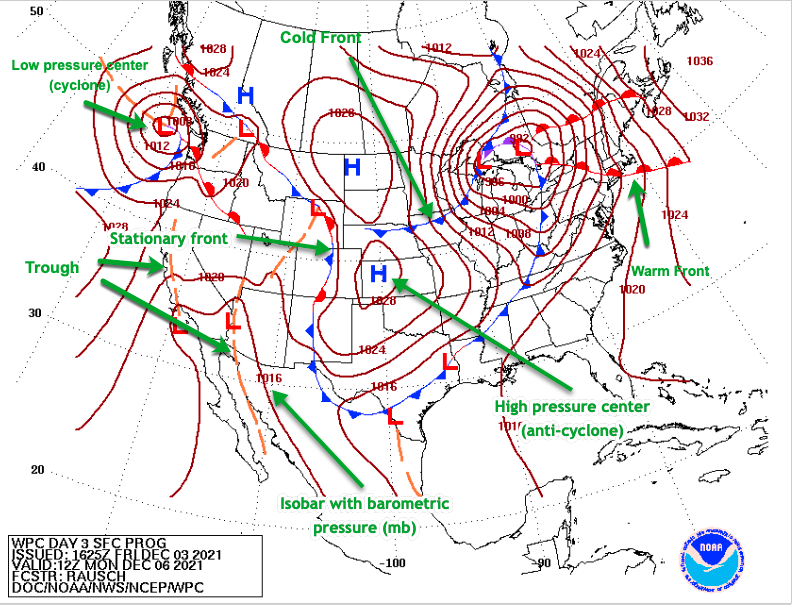 50
1028
1024
Cold Front
1012
1024
1036
Low pressure center
(cyclone)
H
1028
1028
1032
L
1008
L
992
L
L
1012
H
40
1016
1020
1000
1024
L
1004
1024
1028
1012
1008
Stationary front
Trough
H
Warm Front
1020
1028
1020
30
L
L
1024
L
1016
1016
High pressure center
(anti-cyclone)
L
101
20
Isobar with barometric
pressure (mb)
WPC DAY 3 SFC PROG
ISSUED: 1625Z FRI DEC 03 2021
VALID: 12Z MON DEC 06 2021
FCSTR: RAUSCH
DOC/NOAA/NWS/NCEP/WPC
-100
-90
NOAA